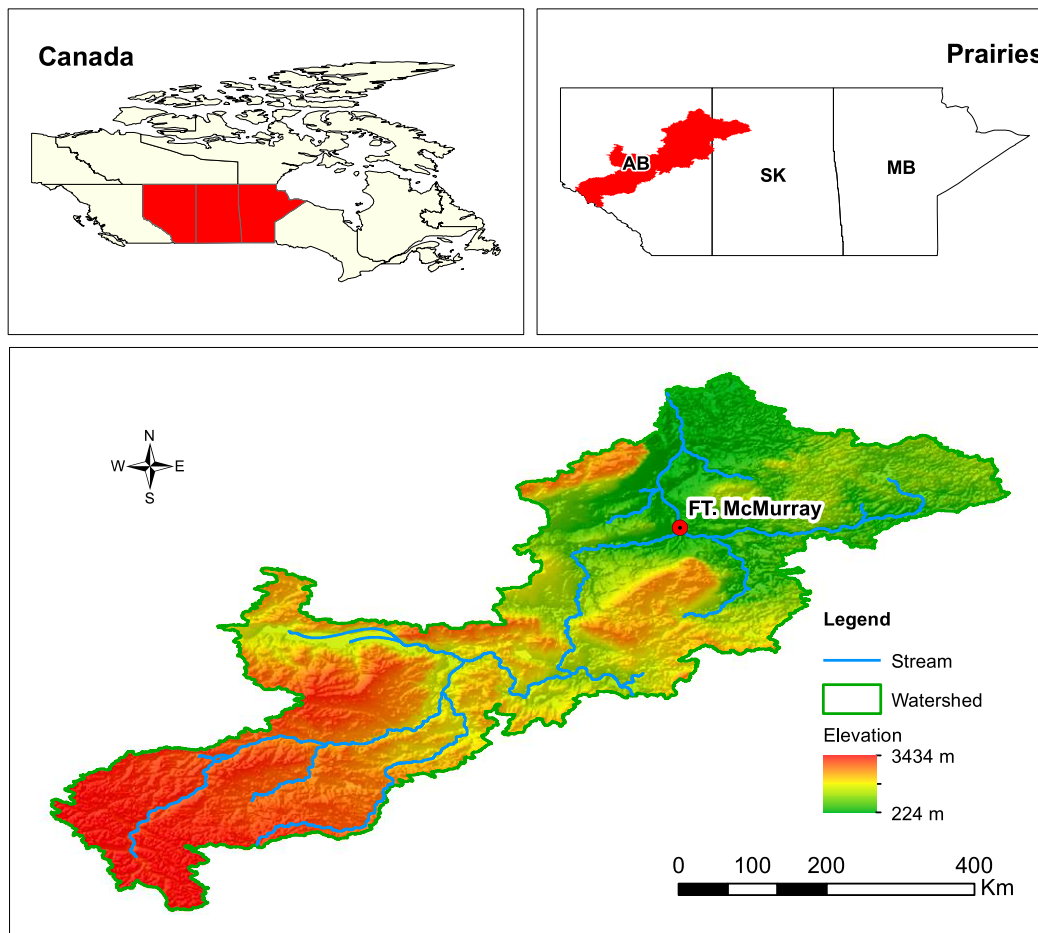 Canada
Prairies
AB
SK
MB
N
W E
S
FT. McMurray
Legend
Stream
Watershed
Elevation
3434 m
224 m
0 100 200 400
Km